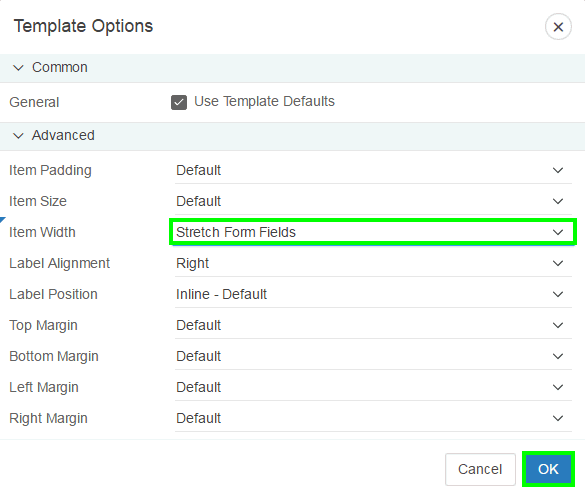 Template Options
Common
General Use Template Defaults
Advanced
Item Padding Default
Item Size Default
Item Width Stretch Form Fields
Label Alignment Right
Label Position Inline - Default
Top Margin Default
Bottom Margin Default
Left Margin Default
Right Margin Default
Cancel OK